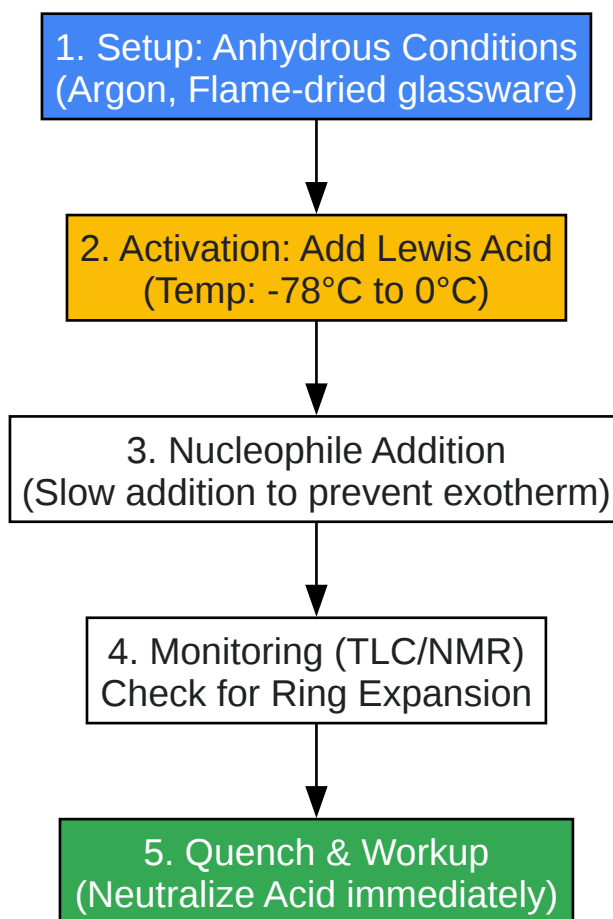 1. Setup: Anhydrous Conditions
(Argon, Flame-dried glassware)
2. Activation: Add Lewis Acid
(Temp: -78°C to 0°C)
3. Nucleophile Addition
(Slow addition to prevent exotherm)
4. Monitoring (TLC/NMR)
Check for Ring Expansion
5. Quench & Workup
(Neutralize Acid immediately)